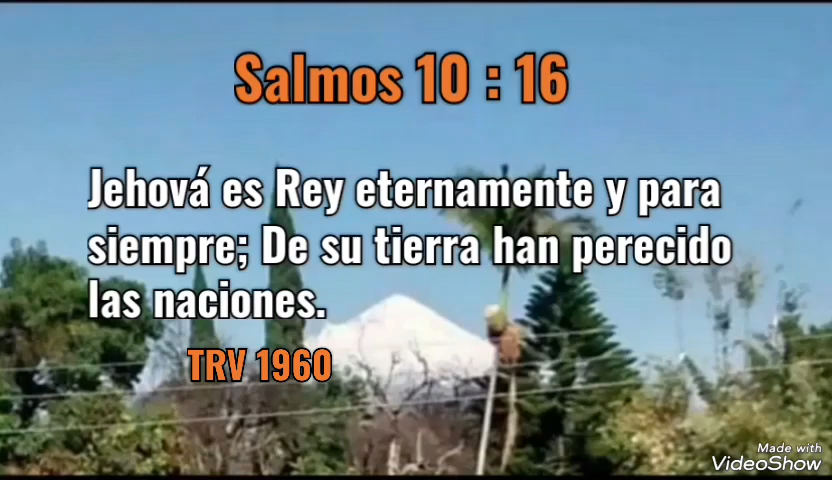 Salmos 10 : 16
Jehová es Rey eternamente y para
siempre; De su tierra han perecido
las naciones.
TRV 1960
Made with
VideoShow